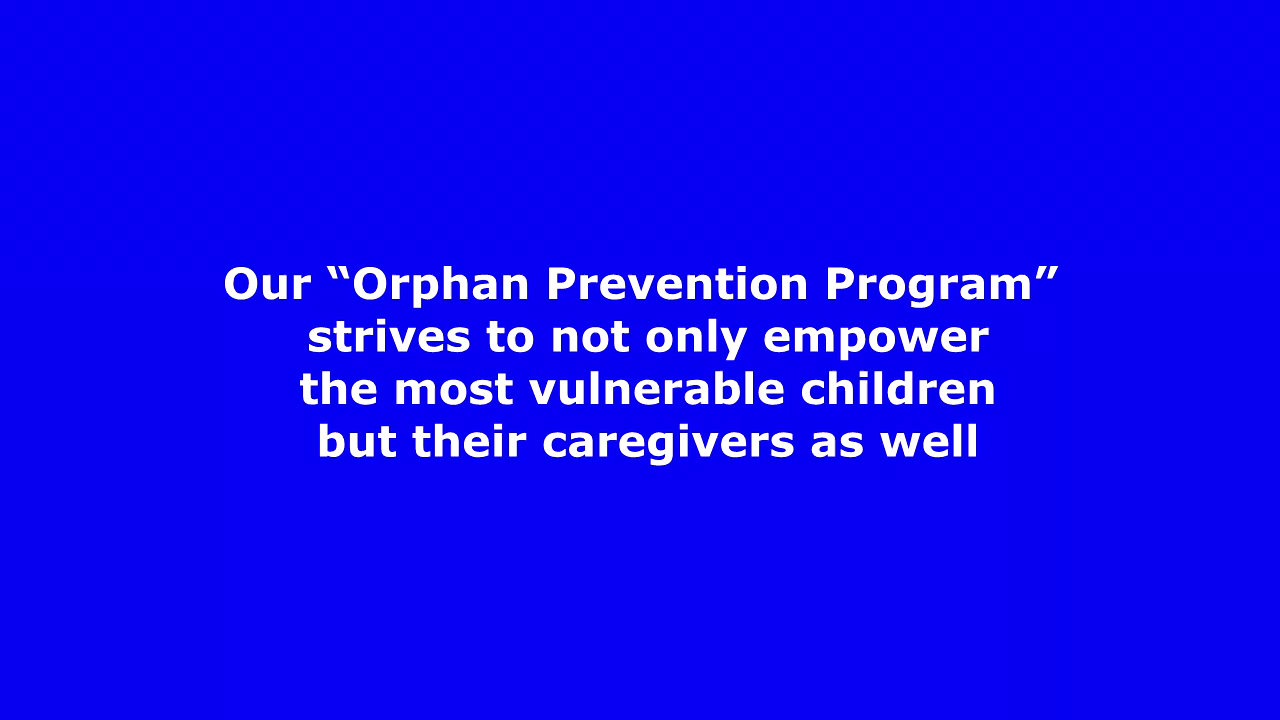 Our “Orphan Prevention Program”
strives to not only empower
the most vulnerable children
but their caregivers as well